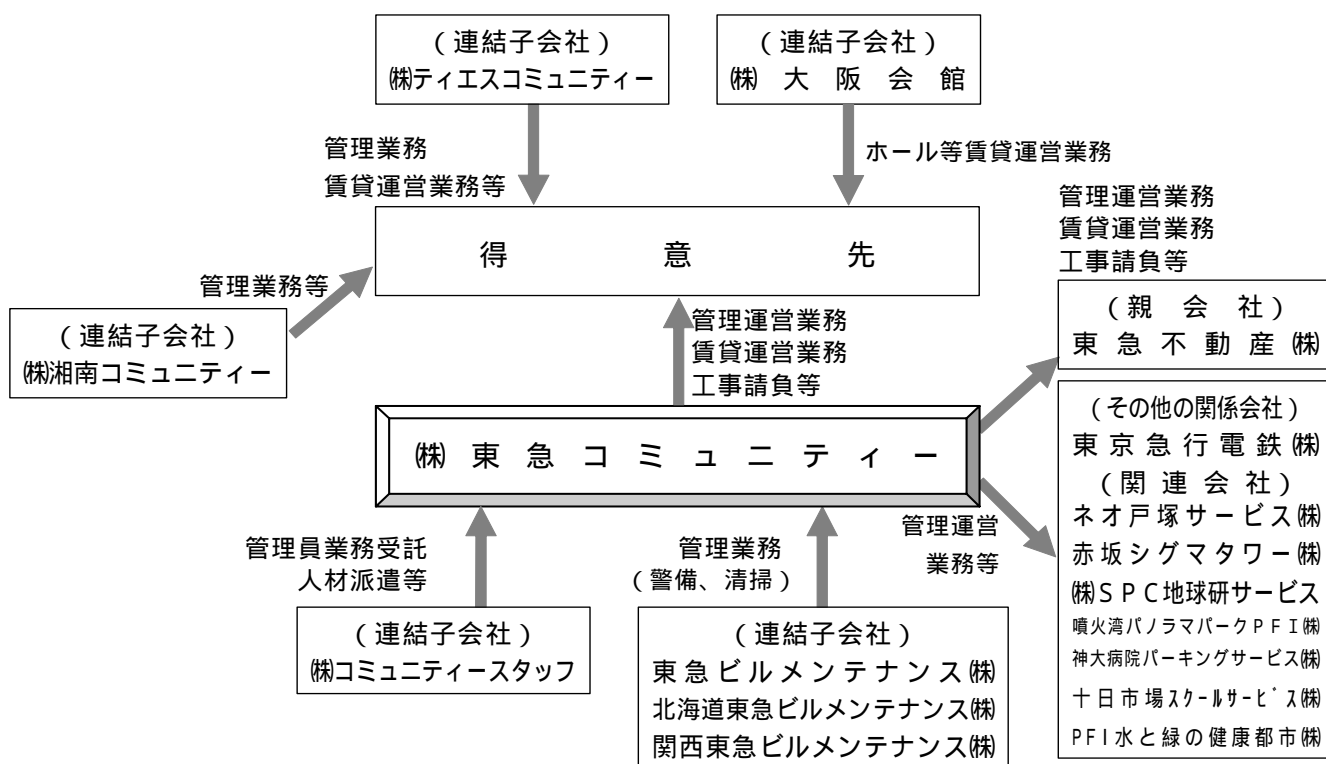 (連結子会社)
㈱ティエスコミュニティー
(連結子会社)
㈱大阪会館
管理業務
賃貸運営業務等
ホール等賃貸運営業務
得意先
管理業務等
(連結子会社)
㈱湘南コミュニティー
管理運営業務
賃貸運営業務
工事請負等
管理運営業務
賃貸運営業務
工事請負等
(親会社)
東急不動産㈱
㈱東急コミュニティー
(その他の関係会社)
東京急行電鉄㈱
(関連会社)
ネオ戸塚サービス㈱
赤坂シグマタワー㈱
㈱SPC地球研サービス
噴火湾パノラマパークPFI㈱
神大病院パーキングサービス㈱
十日市場スクールサービス㈱
PFI水と緑の健康都市㈱
管理員業務受託
人材派遣等
管理業務
(警備、清掃)
管理運営
業務等
(連結子会社)
㈱コミュニティースタッフ
(連結子会社)
東急ビルメンテナンス㈱
北海道東急ビルメンテナンス㈱
関西東急ビルメンテナンス㈱